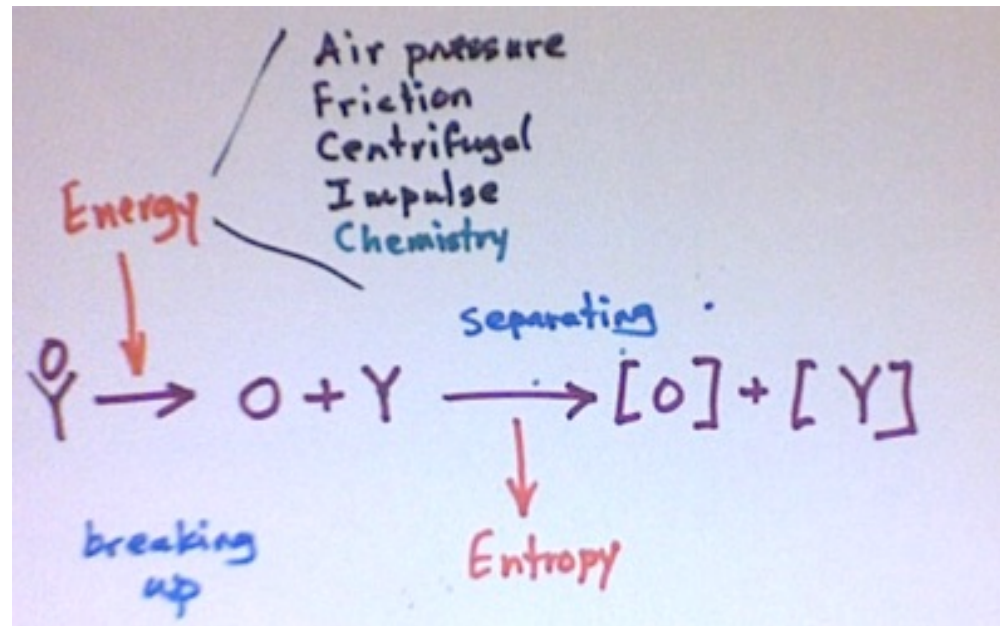 Air pressure
Friction
Centrifugal
Impulse
Chemistry
Energy
separating
O
Y → O + Y → [O] + [Y]
breaking
up
Entropy